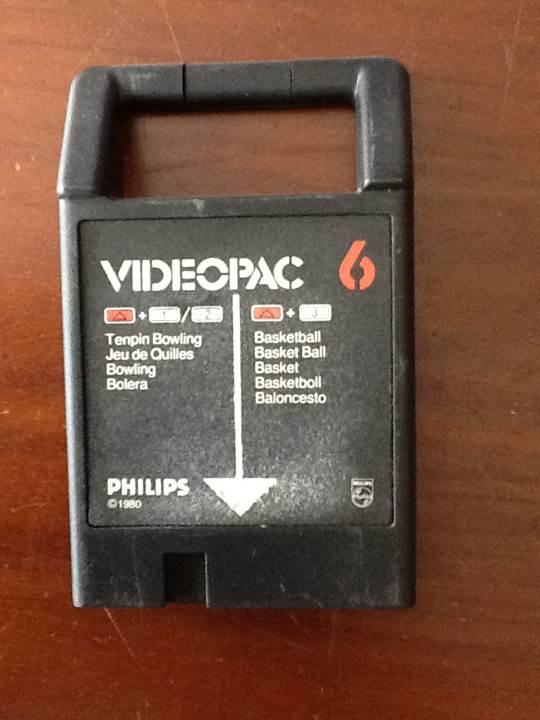 VIDEOPAC 6
+ 1 / 2
Tenpin Bowling
Jeu de Quilles
Bowling
Bolera
+ 3
Basketball
Basket Ball
Basket
Basketboll
Baloncesto
PHILIPS
©1980
PHILIPS